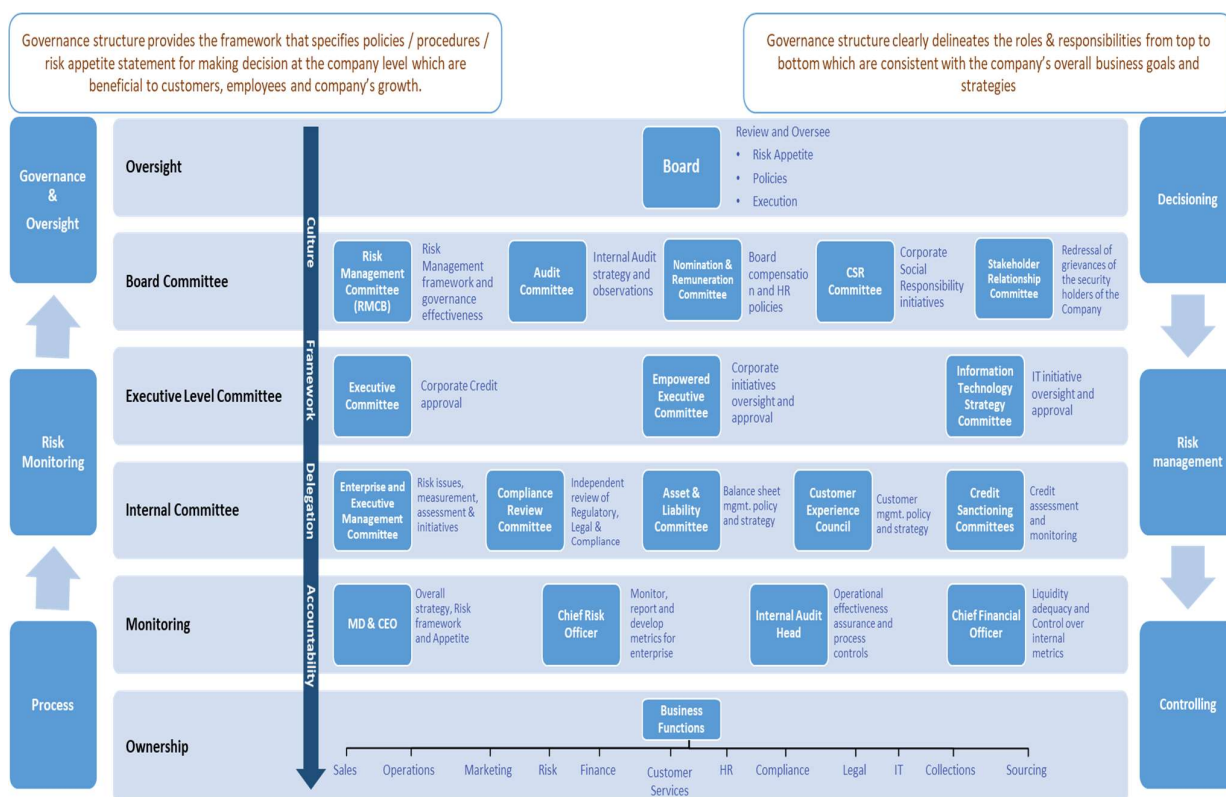 Governance structure provides the framework that specifies policies / procedures /
risk appetite statement for making decision at the company level which are
beneficial to customers, employees and company's growth.
Governance structure clearly delineates the roles & responsibilities from top to
bottom which are consistent with the company's overall business goals and
strategies
Governance
&
Oversight
Risk
Monitoring
Process
Culture
Framework
Delegation
Accountability
Oversight
Board
Review and Oversee
• Risk Appetite
• Policies
• Execution
Board Committee
Risk
Management
Committee
(RMCB)
Risk
Management
framework and
governance
effectiveness
Audit
Committee
Internal Audit
strategy and
observations
Nomination &
Remuneration
Committee
Board
compensatio
n and HR
policies
CSR
Committee
Corporate
Social
Responsibility
initiatives
Stakeholder
Relationship
Committee
Redressal of
grievances of
the security
holders of the
Company
Executive Level Committee
Executive
Committee
Corporate Credit
approval
Empowered
Executive
Committee
Corporate
initiatives
oversight and
approval
Information
Technology
Strategy
Committee
IT initiative
oversight and
approval
Internal Committee
Enterprise and
Executive
Management
Committee
Risk issues,
measurement,
assessment &
initiatives
Compliance
Review
Committee
Independent
review of
Regulatory,
Legal &
Compliance
Asset &
Liability
Committee
Balance sheet
mgmt. policy
and strategy
Customer
Experience
Council
Customer
mgmt. policy
and strategy
Credit
Sanctioning
Committees
Credit
assessment
and
monitoring
Monitoring
MD & CEO
Overall
strategy, Risk
framework
and Appetite
Chief Risk
Officer
Monitor,
report and
develop
metrics for
enterprise
Internal Audit
Head
Operational
effectiveness
assurance and
process
controls
Chief Financial
Officer
Liquidity
adequacy and
Control over
internal
metrics
Ownership
Business
Functions
Sales
Operations
Marketing
Risk
Finance
Customer
Services
HR
Compliance
Legal
IT
Collections
Sourcing
Decisioning
Risk
management
Controlling